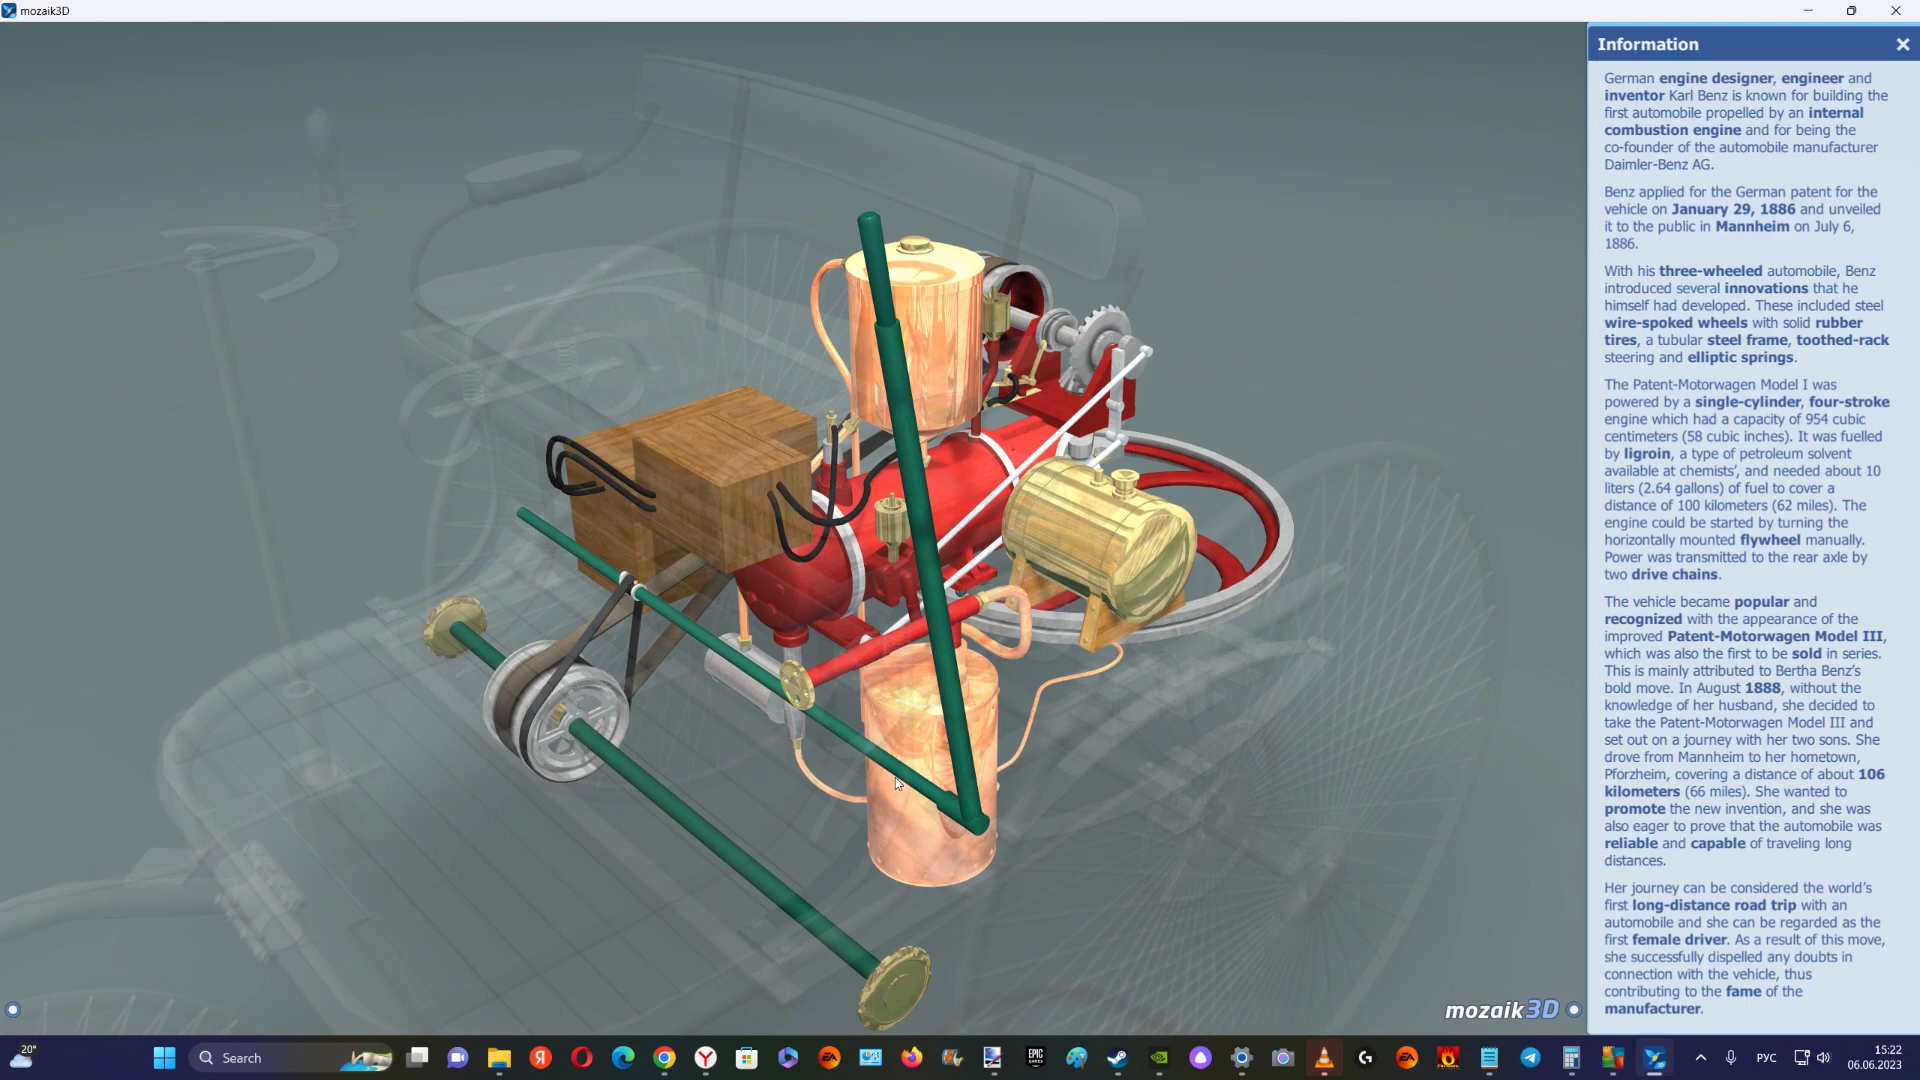 mozaik3D
Information
German engine designer, engineer and
inventor Karl Benz is known for building the
first automobile propelled by an internal
combustion engine and for being the
co-founder of the automobile manufacturer
Daimler-Benz AG.
Benz applied for the German patent for the
vehicle on January 29, 1886 and unveiled
it to the public in Mannheim on July 6,
1886.
With his three-wheeled automobile, Benz
introduced several innovations that he
himself had developed. These included steel
wire-spoked wheels with solid rubber
tires, a tubular steel frame, toothed-rack
steering and elliptic springs.
The Patent-Motorwagen Model I was
powered by a single-cylinder, four-stroke
engine which had a capacity of 954 cubic
centimeters (58 cubic inches). It was fuelled
by ligroin, a type of petroleum solvent
available at chemists', and needed about 10
liters (2.64 gallons) of fuel to cover a
distance of 100 kilometers (62 miles). The
engine could be started by turning the
horizontally mounted flywheel manually.
Power was transmitted to the rear axle by
two drive chains.
The vehicle became popular and
recognized with the appearance of the
improved Patent-Motorwagen Model III,
which was also the first to be sold in series.
This is mainly attributed to Bertha Benz's
bold move. In August 1888, without the
knowledge of her husband, she decided to
take the Patent-Motorwagen Model III and
set out on a journey with her two sons. She
drove from Mannheim to her hometown,
Pforzheim, covering a distance of about 106
kilometers (66 miles). She wanted to
promote the new invention, and she was
also eager to prove that the automobile was
reliable and capable of traveling long
distances.
Her journey can be considered the world's
first long-distance road trip with an
automobile and she can be regarded as the
first female driver. As a result of this move,
she successfully dispelled any doubts in
connection with the vehicle, thus
contributing to the fame of the
manufacturer.
mozaik3D
20°
Search
EA
EPIC
GAMES
EA
РУС
15:22
06.06.2023